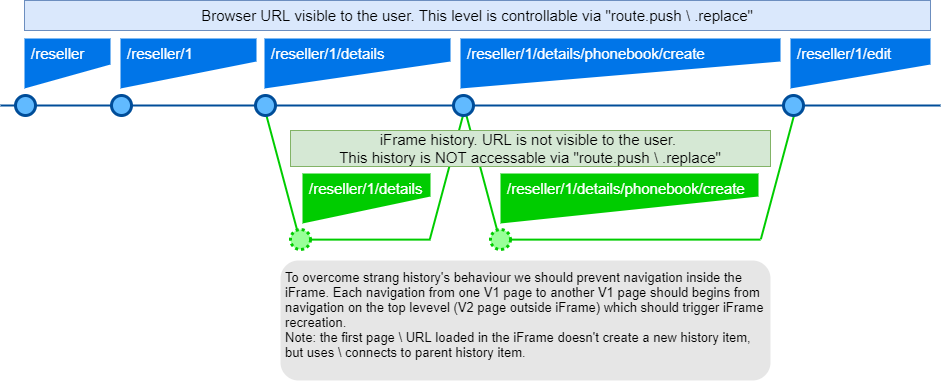 Browser URL visible to the user. This level is controllable via "route.push \ .replace"
/reseller
/reseller/1
/reseller/1/details
/reseller/1/details/phonebook/create
/reseller/1/edit
iFrame history. URL is not visible to the user.
This history is NOT accessable via "route.push \ .replace"
/reseller/1/details
/reseller/1/details/phonebook/create
To overcome strang history's behaviour we should prevent navigation inside the
iFrame. Each navigation from one V1 page to another V1 page should begins from
navigation on the top levevel (V2 page outside iFrame) which should trigger iFrame
recreation.
Note: the first page \ URL loaded in the iFrame doesn't create a new history item,
but uses \ connects to parent history item.